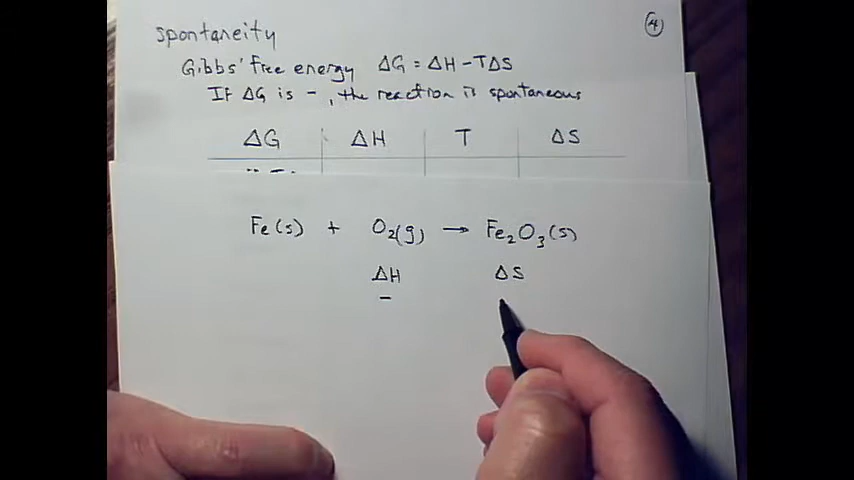 spontaneity
4
Gibbs' free energy ΔG = ΔH - TΔS
If ΔG is - , the reaction is spontaneous
ΔG ΔH T ΔS
Fe(s) + O₂(g) → Fe₂O₃(s)
ΔH ΔS
-